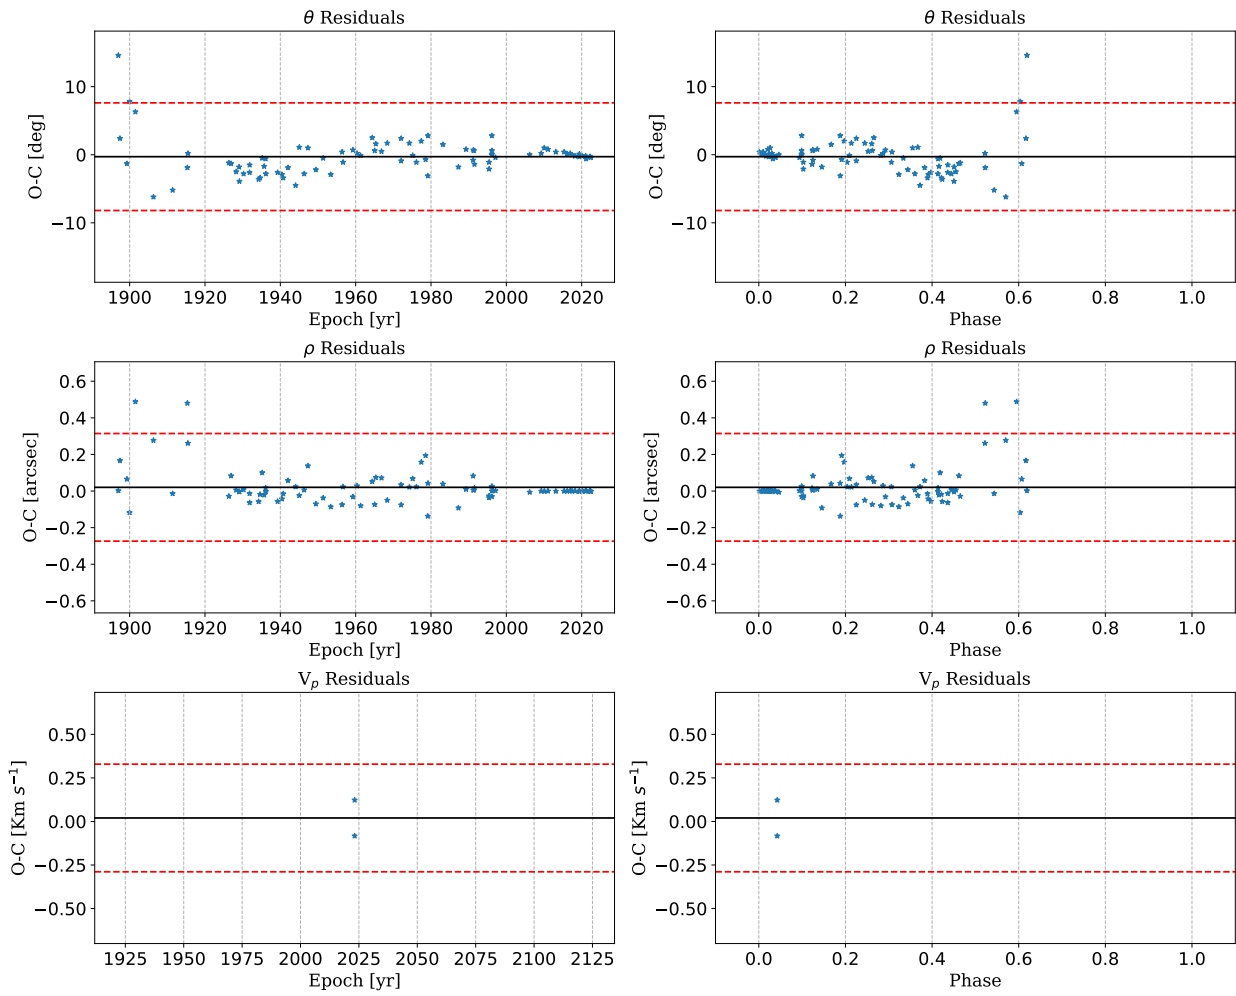 θ Residuals
O-C [deg]
10
0
−10
1900 1920 1940 1960 1980 2000 2020
Epoch [yr]
θ Residuals
O-C [deg]
10
0
−10
0.0 0.2 0.4 0.6 0.8 1.0
Phase
ρ Residuals
O-C [arcsec]
0.6
0.4
0.2
0.0
−0.2
−0.4
−0.6
1900 1920 1940 1960 1980 2000 2020
Epoch [yr]
ρ Residuals
O-C [arcsec]
0.6
0.4
0.2
0.0
−0.2
−0.4
−0.6
0.0 0.2 0.4 0.6 0.8 1.0
Phase
Vₚ Residuals
O-C [Km s⁻¹]
0.50
0.25
0.00
−0.25
−0.50
1925 1950 1975 2000 2025 2050 2075 2100 2125
Epoch [yr]
Vₚ Residuals
O-C [Km s⁻¹]
0.50
0.25
0.00
−0.25
−0.50
0.0 0.2 0.4 0.6 0.8 1.0
Phase